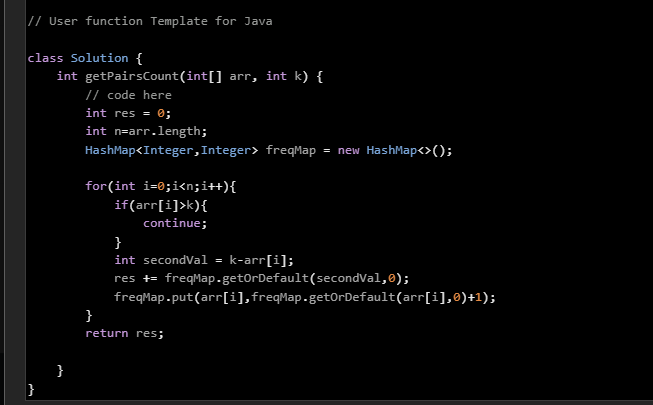 // User function Template for Java
class Solution {
    int getPairsCount(int[] arr, int k) {
        // code here
        int res = 0;
        int n=arr.length;
        HashMap<Integer,Integer> freqMap = new HashMap<>();
        for(int i=0;i<n;i++){
            if(arr[i]>k){
                continue;
            }
            int secondVal = k-arr[i];
            res += freqMap.getOrDefault(secondVal,0);
            freqMap.put(arr[i],freqMap.getOrDefault(arr[i],0)+1);
        }
        return res;
    }
}